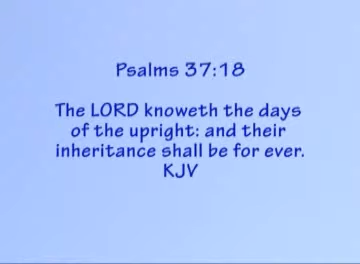 Psalms 37:18
The LORD knoweth the days
of the upright: and their
inheritance shall be for ever.
KJV